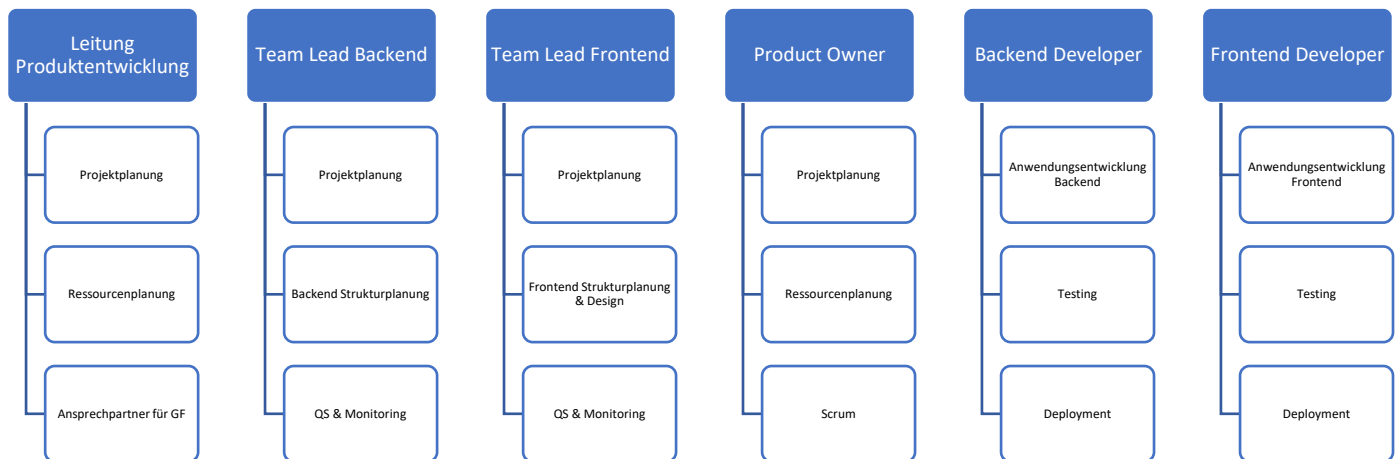 Leitung
Produktentwicklung
Projektplanung
Ressourcenplanung
Ansprechpartner für GF
Team Lead Backend
Projektplanung
Backend Strukturplanung
QS & Monitoring
Team Lead Frontend
Projektplanung
Frontend Strukturplanung
& Design
QS & Monitoring
Product Owner
Projektplanung
Ressourcenplanung
Scrum
Backend Developer
Anwendungsentwicklung
Backend
Testing
Deployment
Frontend Developer
Anwendungsentwicklung
Frontend
Testing
Deployment